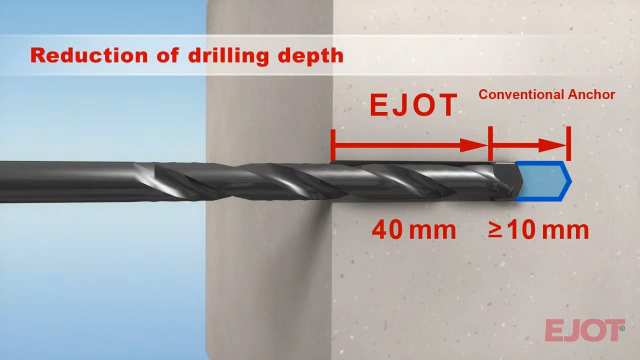 Reduction of drilling depth
EJOT
Conventional Anchor
40 mm
≥10 mm
EJOT®